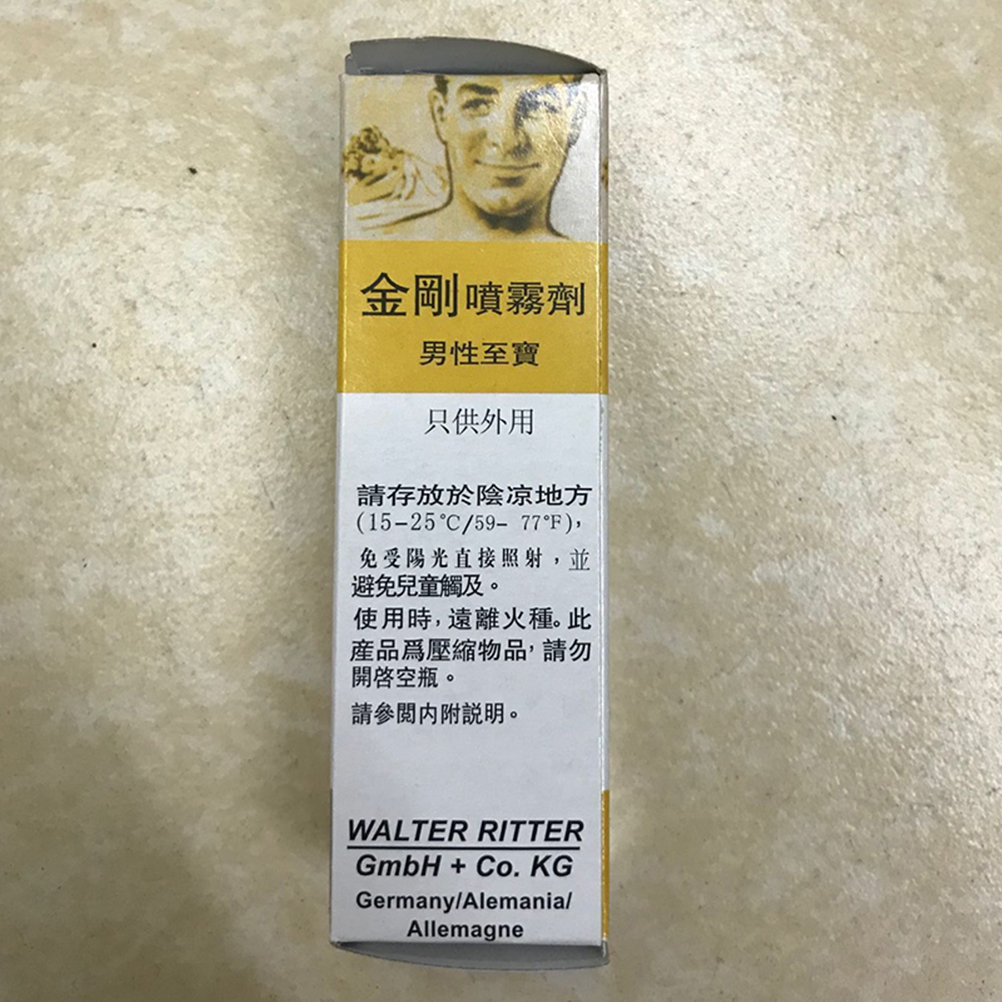 金剛噴霧劑
男性至寶
只供外用
請存放於陰凉地方
(15-25°C/59- 77°F),
免受陽光直接照射,並
避免兒童觸及。
使用時,遠離火種。此
産品爲壓縮物品,請勿
開啓空瓶。
請參閱内附説明。
WALTER RITTER
GmbH + Co. KG
Germany/Alemania/
Allemagne